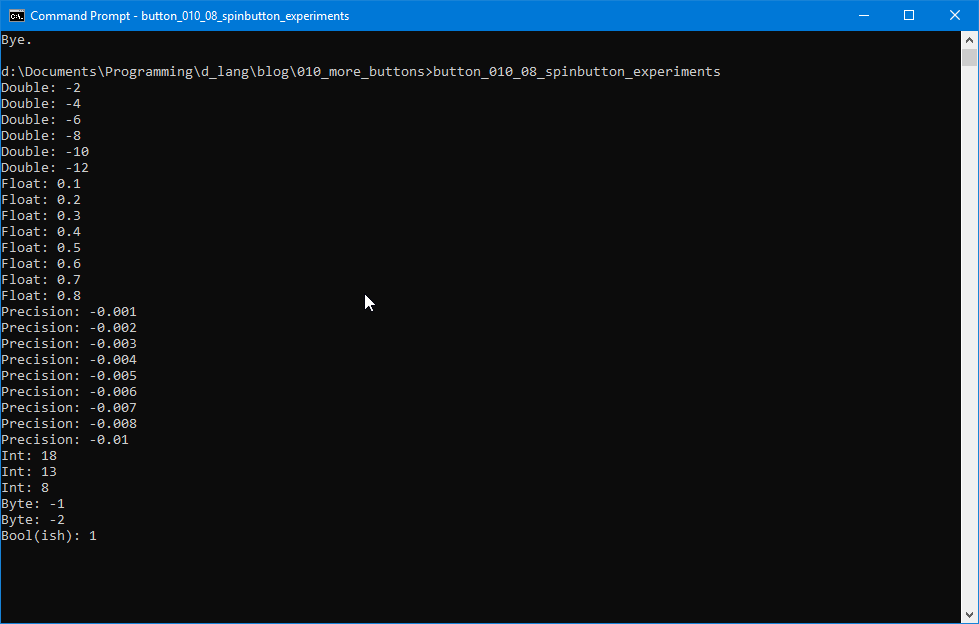 Command Prompt - button_010_08_spinbutton_experiments
Bye.
d:\Documents\Programming\d_lang\blog\010_more_buttons>button_010_08_spinbutton_experiments
Double: -2
Double: -4
Double: -6
Double: -8
Double: -10
Double: -12
Float: 0.1
Float: 0.2
Float: 0.3
Float: 0.4
Float: 0.5
Float: 0.6
Float: 0.7
Float: 0.8
Precision: -0.001
Precision: -0.002
Precision: -0.003
Precision: -0.004
Precision: -0.005
Precision: -0.006
Precision: -0.007
Precision: -0.008
Precision: -0.01
Int: 18
Int: 13
Int: 8
Byte: -1
Byte: -2
Bool(ish): 1